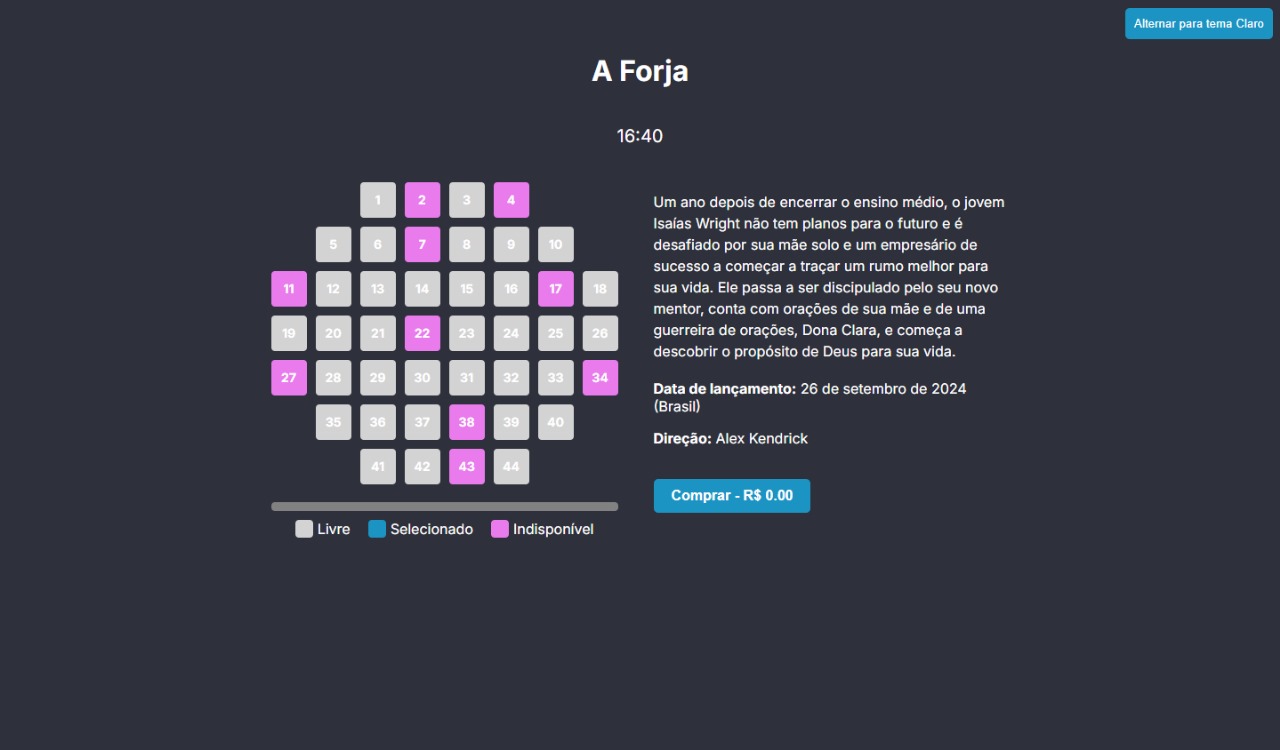 Alternar para tema Claro
A Forja
16:40
1 2 3 4
5 6 7 8 9 10
11 12 13 14 15 16 17 18
19 20 21 22 23 24 25 26
27 28 29 30 31 32 33 34
35 36 37 38 39 40
41 42 43 44
Livre Selecionado Indisponível
Um ano depois de encerrar o ensino médio, o jovem
Isaías Wright não tem planos para o futuro e é
desafiado por sua mãe solo e um empresário de
sucesso a começar a traçar um rumo melhor para
sua vida. Ele passa a ser discipulado pelo seu novo
mentor, conta com orações de sua mãe e de uma
guerreira de orações, Dona Clara, e começa a
descobrir o propósito de Deus para sua vida.
Data de lançamento: 26 de setembro de 2024
(Brasil)
Direção: Alex Kendrick
Comprar - R$ 0.00